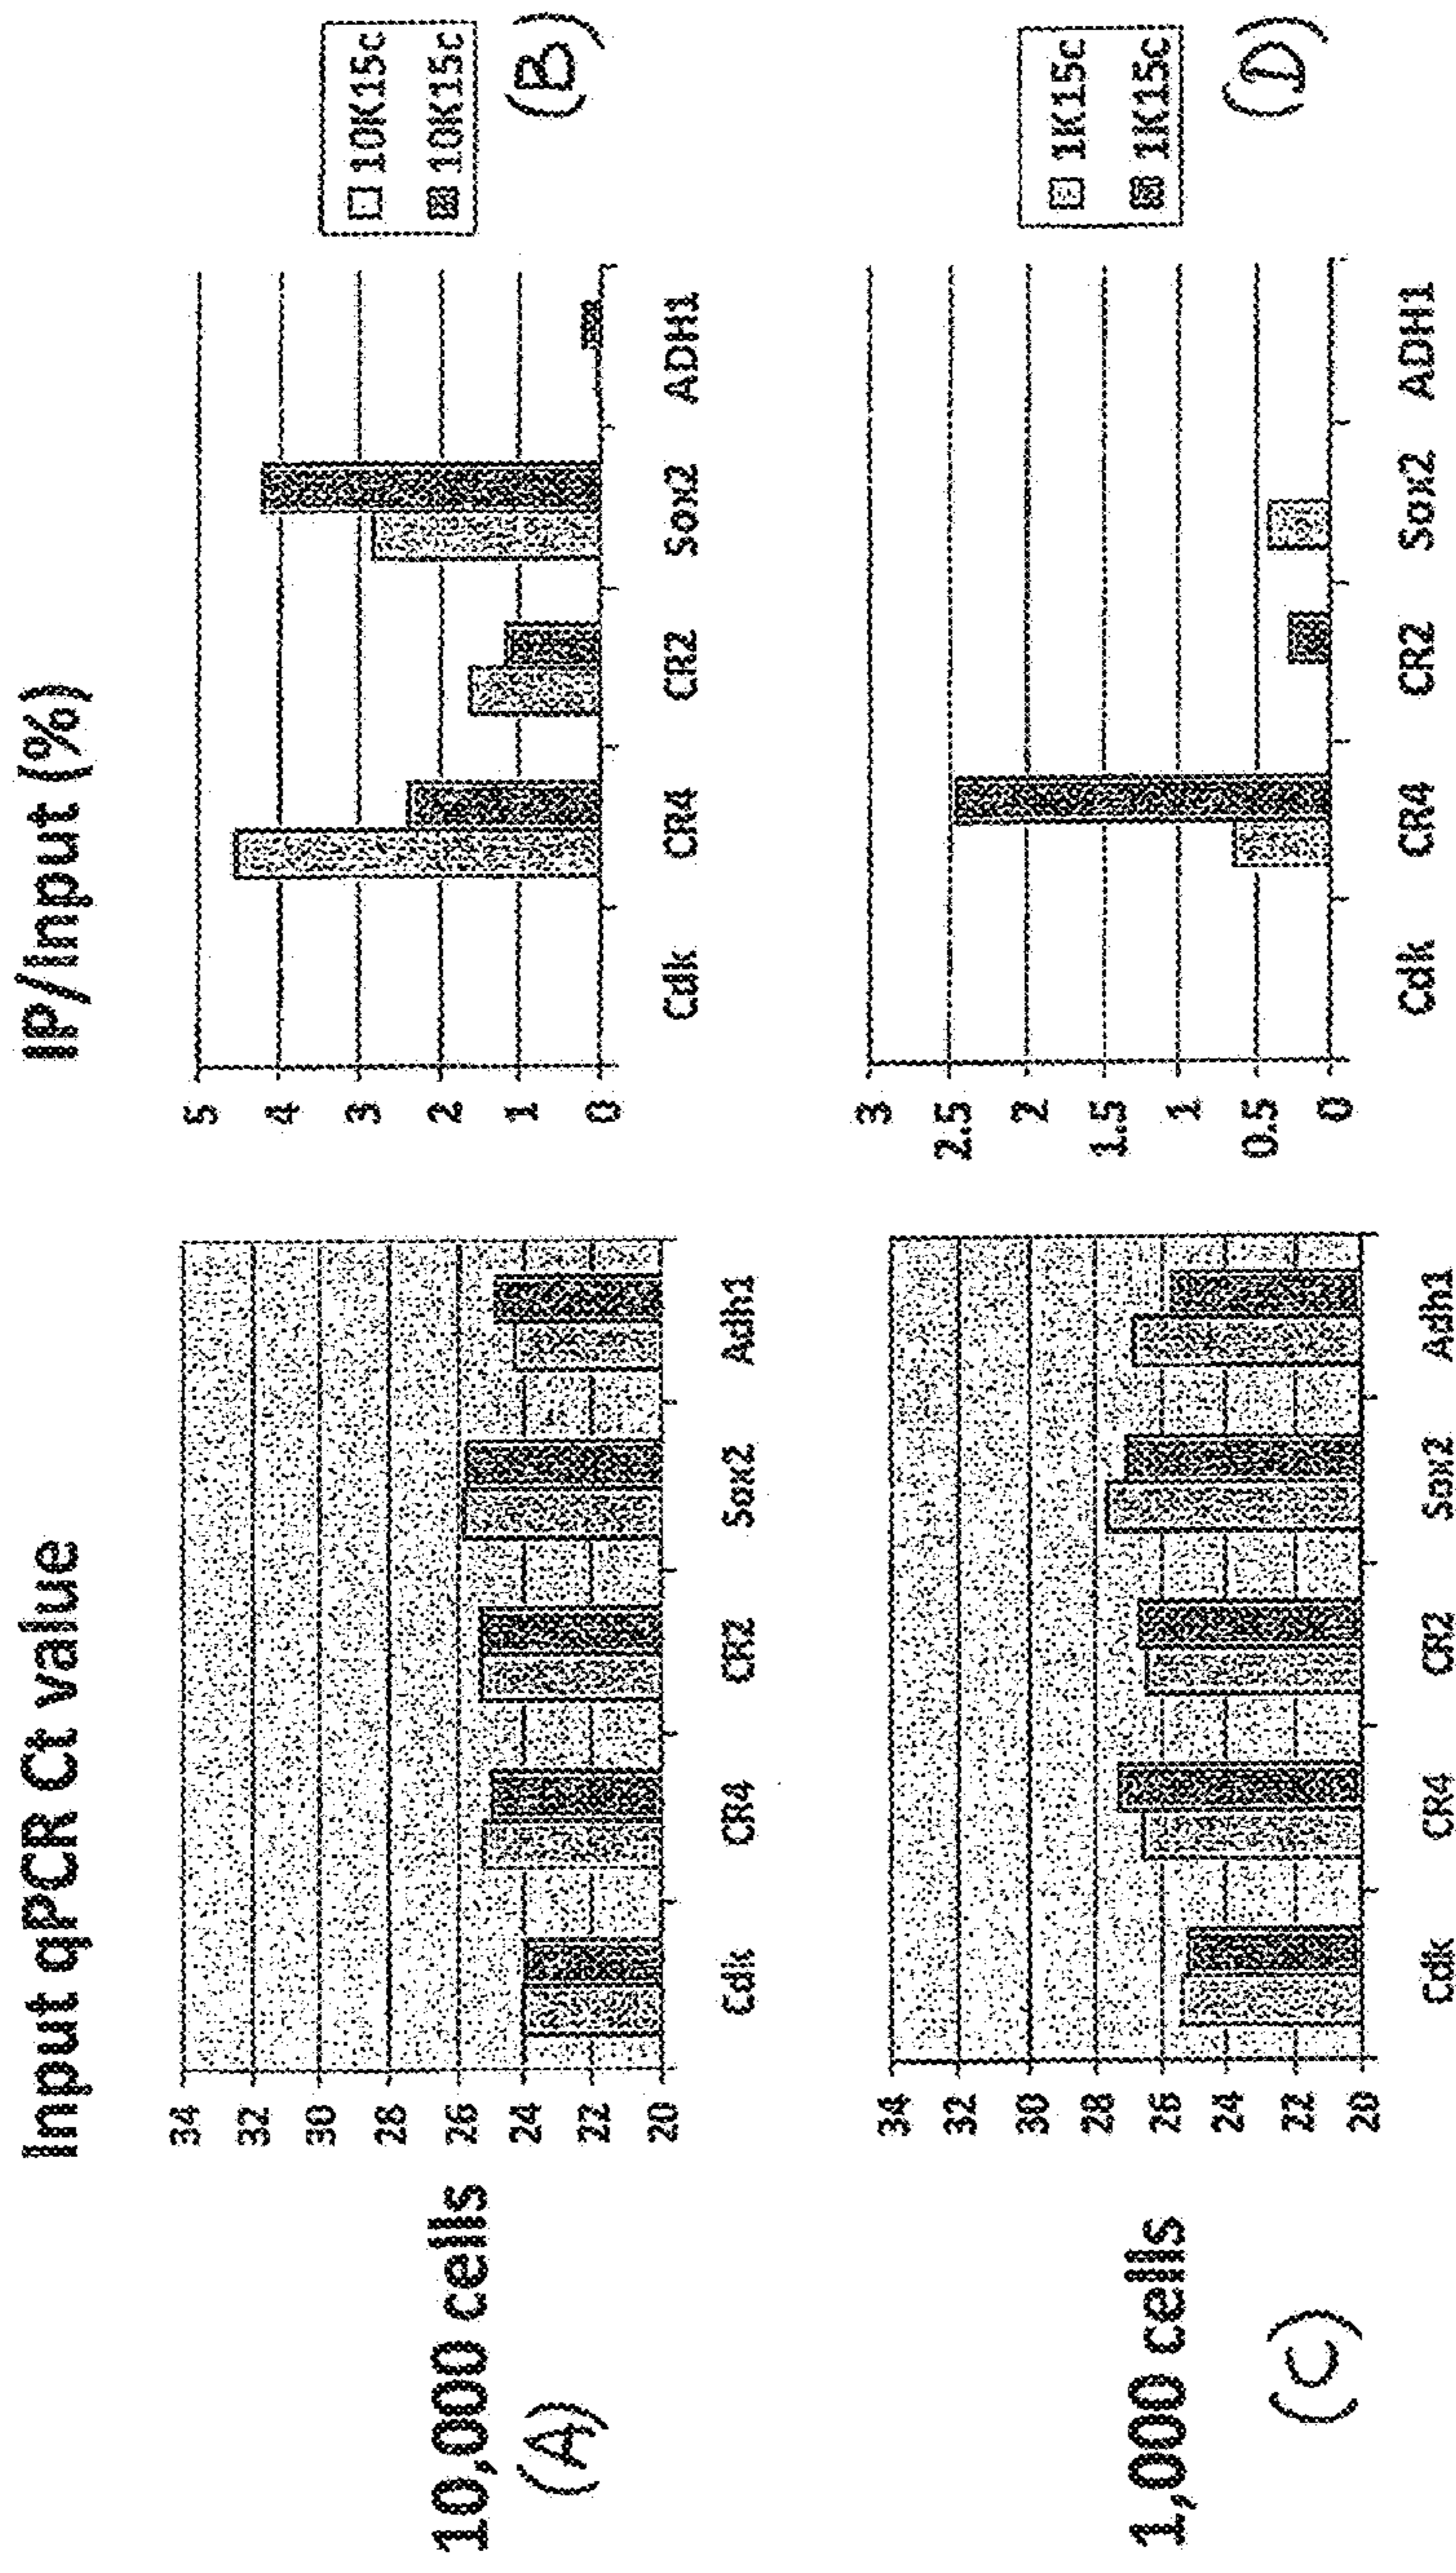 Input qPCR Ct value
IP/Input (%)
10,000 cells
(A)
34
32
30
28
26
24
22
20
Cdk CR4 CR2 Sox2 Adh1
5
4
3
2
1
0
Cdk CR4 CR2 Sox2 ADH1
10K15c
10K15c
(B)
1,000 cells
(C)
34
32
30
28
26
24
22
20
Cdk CR4 CR2 Sox2 Adh1
3
2.5
2
1.5
1
0.5
0
Cdk CR4 CR2 Sox2 ADH1
1K15c
1K15c
(D)